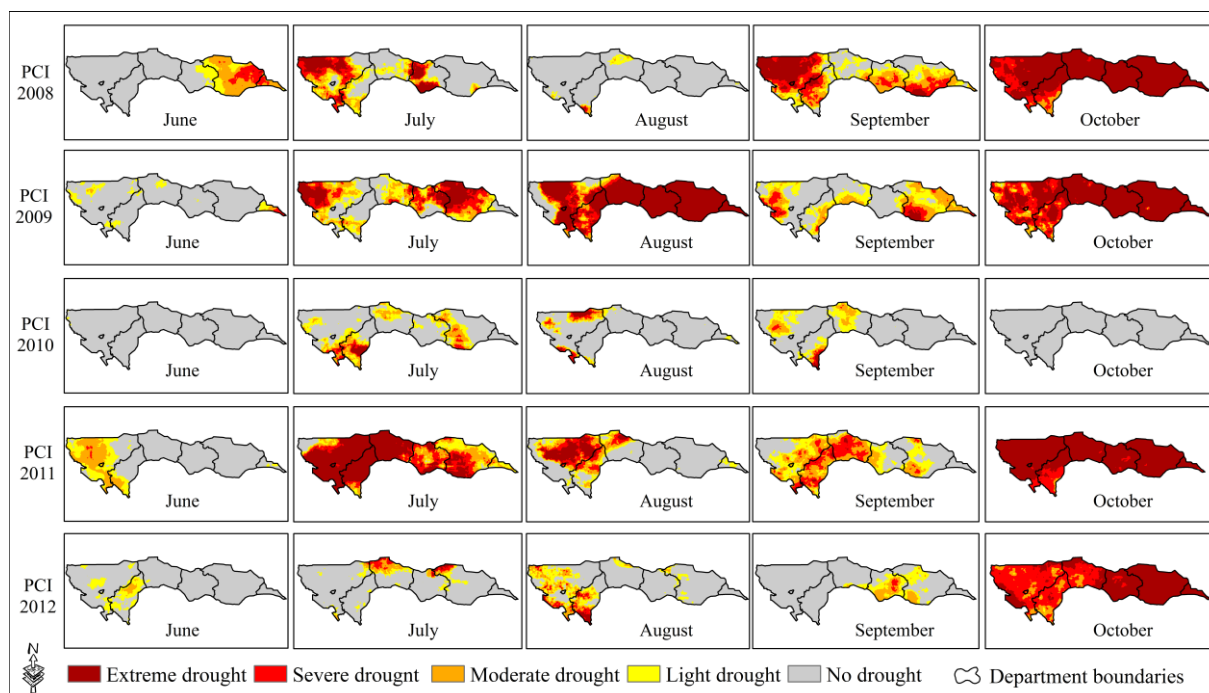 PCI
2008
June
July
August
September
October
PCI
2009
June
July
August
September
October
PCI
2010
June
July
August
September
October
PCI
2011
June
July
August
September
October
PCI
2012
June
July
August
September
October
N
Extreme drought
Severe drougnt
Moderate drought
Light drought
No drought
Department boundaries